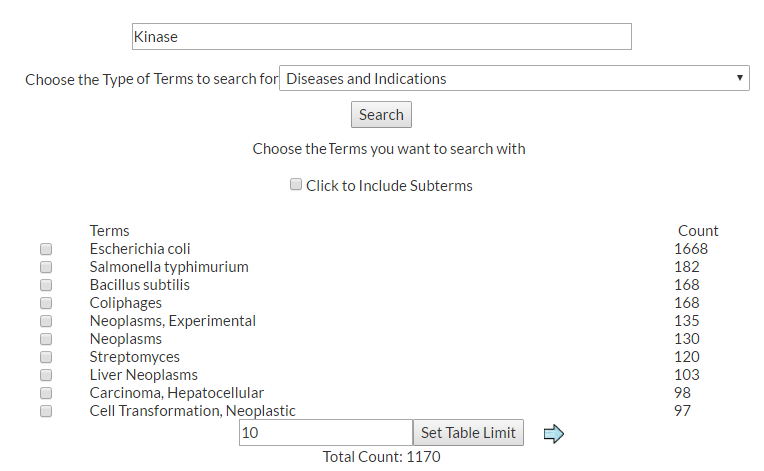 Kinase
Choose the Type of Terms to search for Diseases and Indications
Search
Choose the Terms you want to search with
Click to Include Subterms
Terms Count
Escherichia coli 1668
Salmonella typhimurium 182
Bacillus subtilis 168
Coliphages 168
Neoplasms, Experimental 135
Neoplasms 130
Streptomyces 120
Liver Neoplasms 103
Carcinoma, Hepatocellular 98
Cell Transformation, Neoplastic 97
10 Set Table Limit
Total Count: 1170